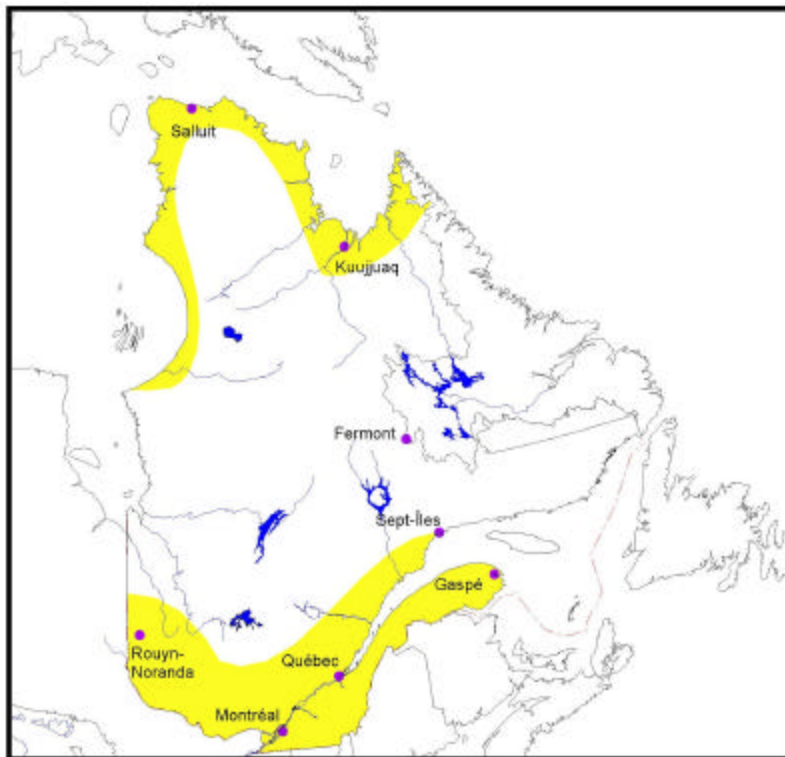 Salluit
Kuujjuaq
Fermont
Sept-Îles
Gaspé
Rouyn-
Noranda
Québec
Montréal